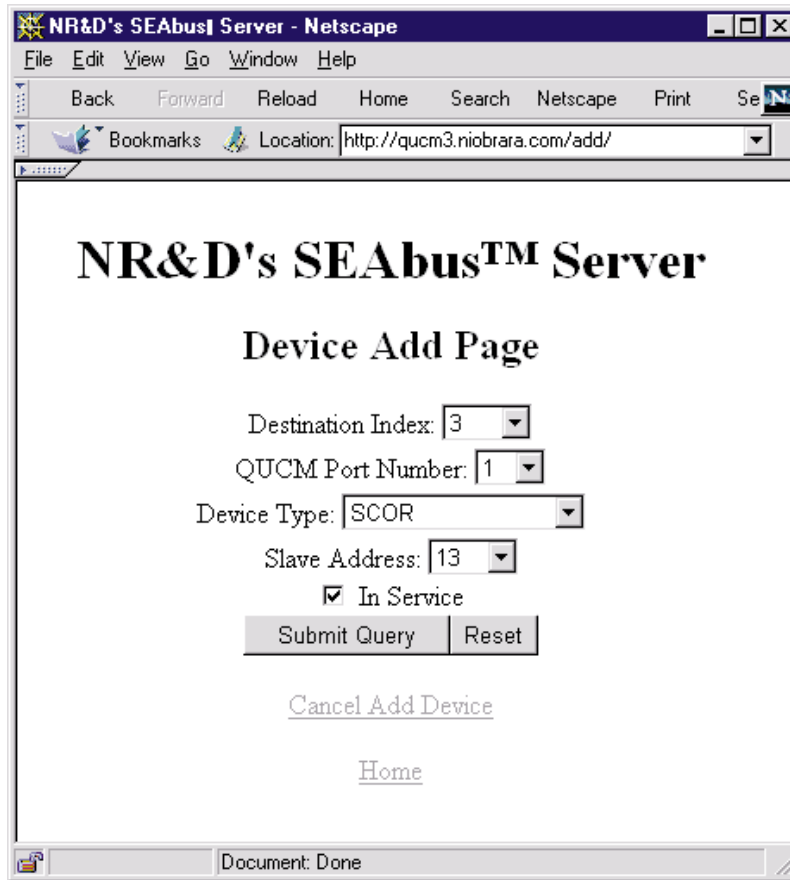 NR&D's SEAbus Server - Netscape
File Edit View Go Window Help
Back Forward Reload Home Search Netscape Print Se N
Bookmarks Location: http://qucm3.niobrara.com/add/
NR&D's SEAbus™ Server
Device Add Page
Destination Index: 3
QUCM Port Number: 1
Device Type: SCOR
Slave Address: 13
In Service
Submit Query Reset
Cancel Add Device
Home
Document: Done